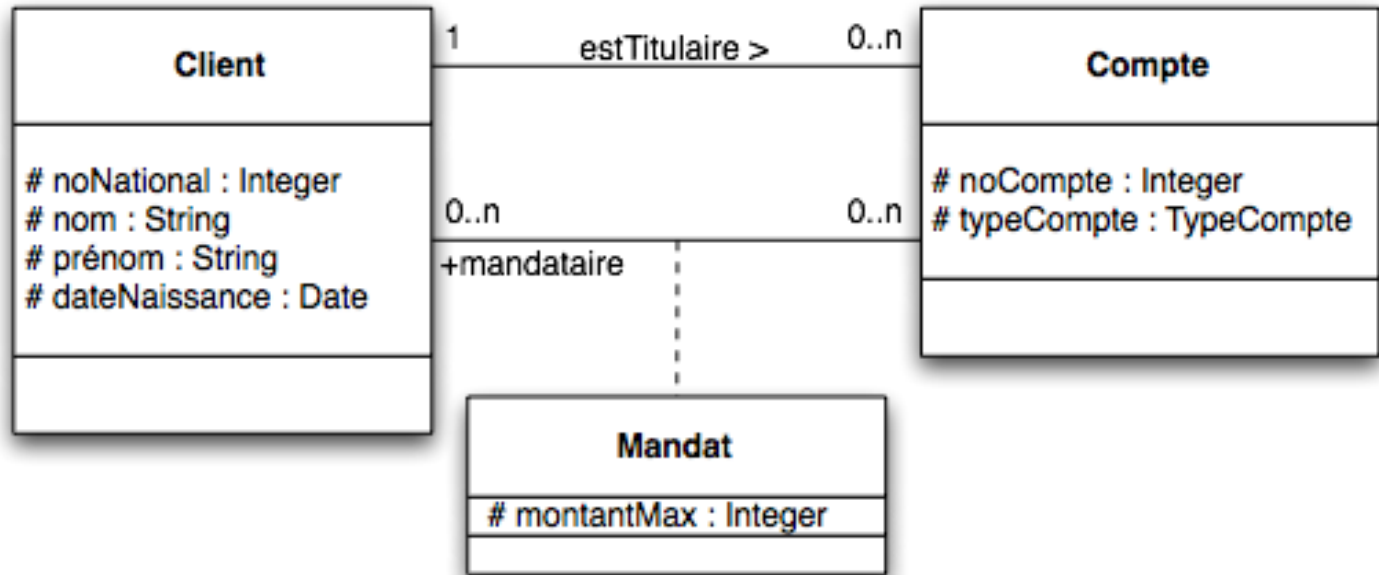 Client
# noNational : Integer
# nom : String
# prénom : String
# dateNaissance : Date
1
estTitulaire >
0..n
0..n
0..n
+mandataire
Compte
# noCompte : Integer
# typeCompte : TypeCompte
Mandat
# montantMax : Integer